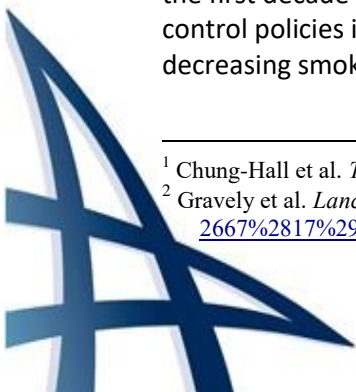 the first decade
control policies i
decreasing smok
1 Chung-Hall et al. T
2 Gravely et al. Lanc
2667%2817%29